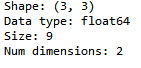 Shape: (3, 3)
Data type: float64
Size: 9
Num dimensions: 2